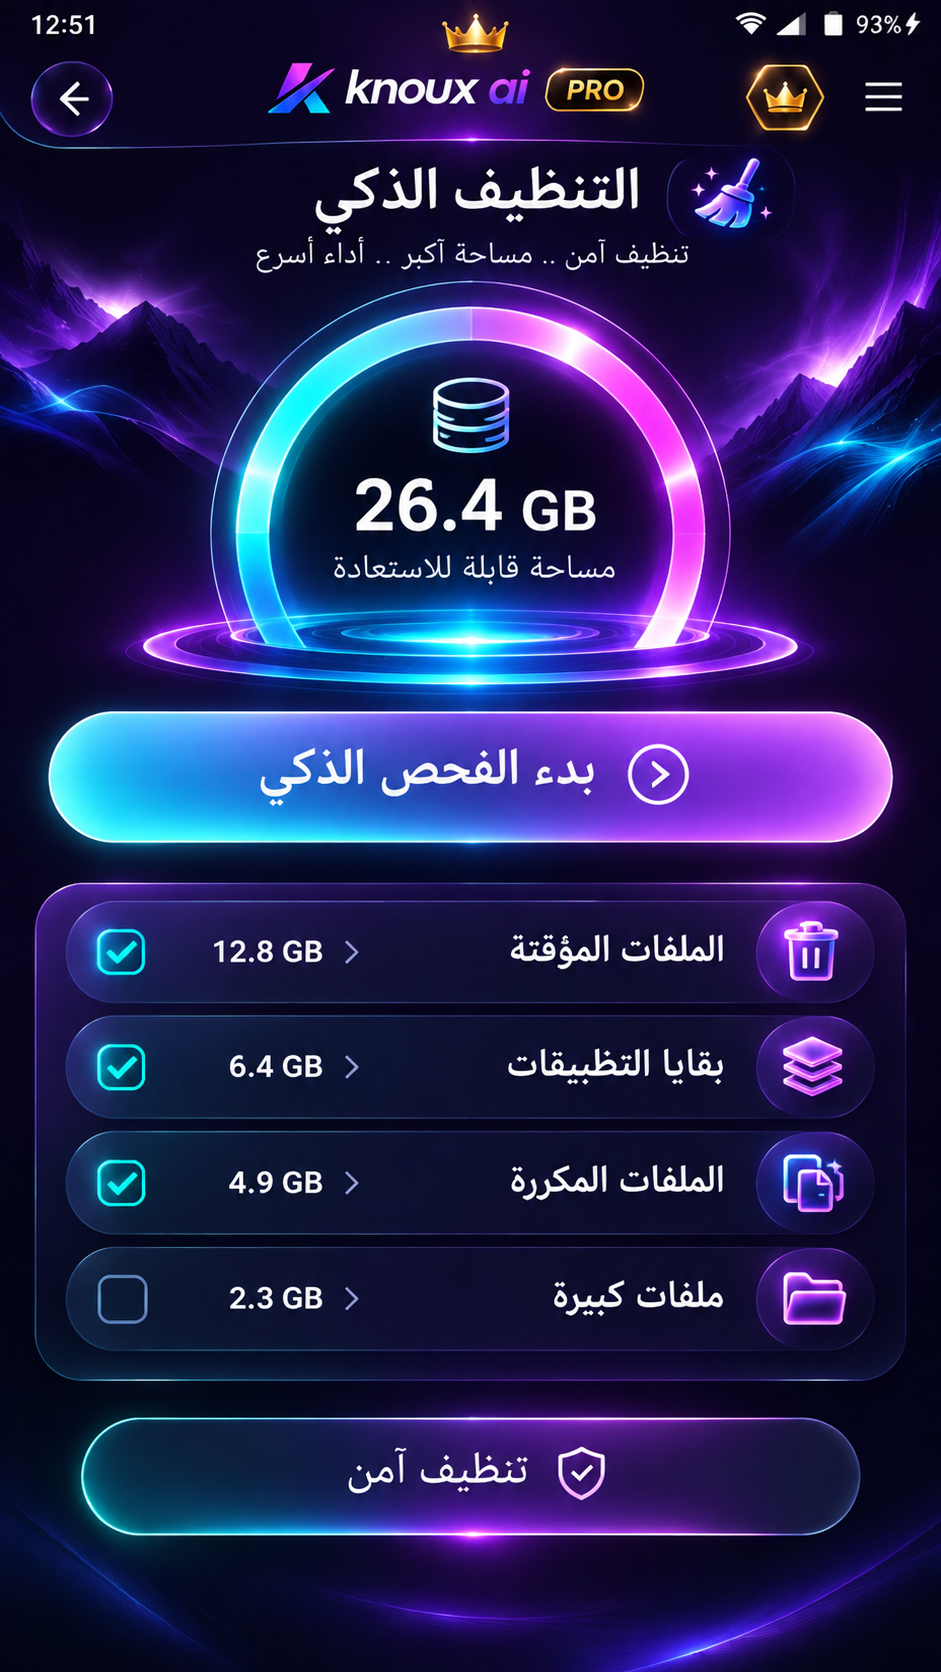 12:51
93%
knoux ai PRO
التنظيف الذكي
تنظيف آمن .. مساحة آكبر .. أداء أسرع
26.4 GB
مساحة قابلة للاستعادة
بدء الفحص الذكي
الملفات المؤقتة 12.8 GB
بقايا التظبيقات 6.4 GB
الملفات المكررة 4.9 GB
ملفات كبيرة 2.3 GB
تنظيف آمن